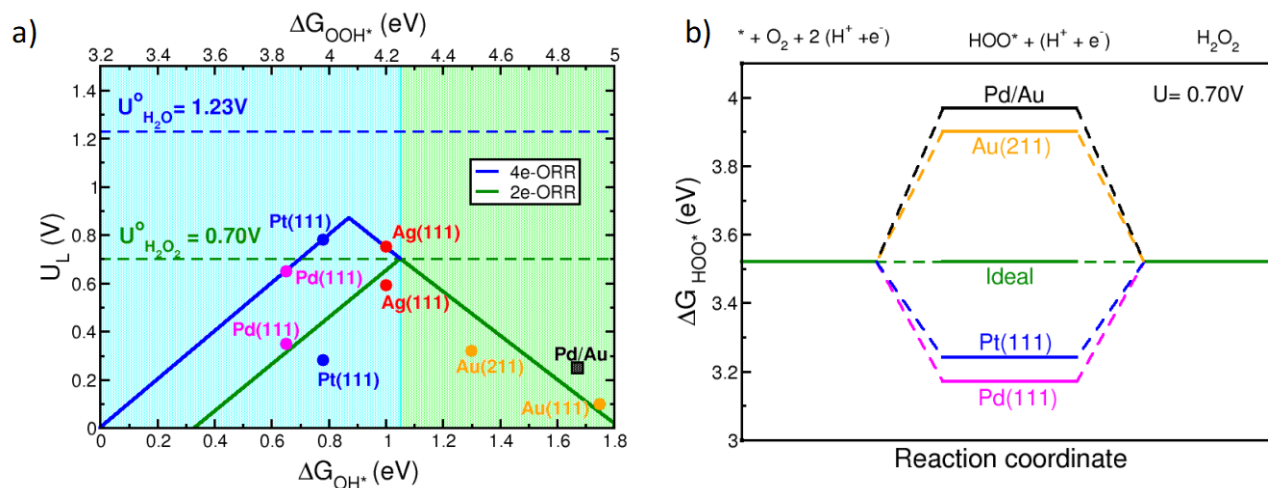 a)
ΔG_OOH* (eV)
3.2 3.4 3.6 3.8 4 4.2 4.4 4.6 4.8 5
U_L (V)
1.4
1.2
1
0.8
0.6
0.4
0.2
0
U°_H2O = 1.23V
4e-ORR
2e-ORR
Pt(111)
Ag(111)
U°_H2O2 = 0.70V
Pd(111)
Ag(111)
Pd(111)
Pt(111)
Au(211)
Pd/Au
Au(111)
0 0.2 0.4 0.6 0.8 1 1.2 1.4 1.6 1.8
ΔG_OH* (eV)
b)
* + O2 + 2 (H+ +e-) HOO* + (H+ + e-) H2O2
ΔG_HOO* (eV)
4
3.8
3.6
3.4
3.2
3
Pd/Au
U= 0.70V
Au(211)
Ideal
Pt(111)
Pd(111)
Reaction coordinate